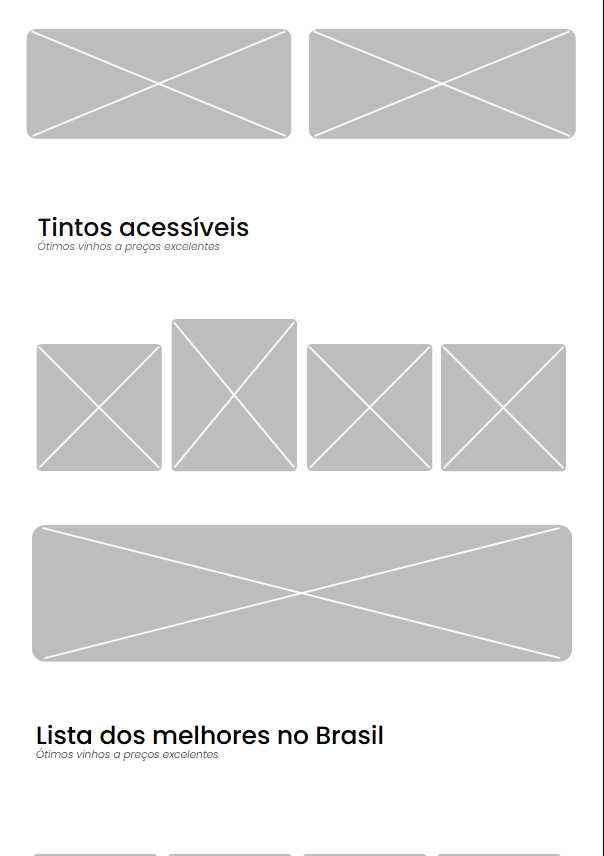 Tintos acessíveis
Ótimos vinhos a preços excelentes
Lista dos melhores no Brasil
Ótimos vinhos a preços excelentes